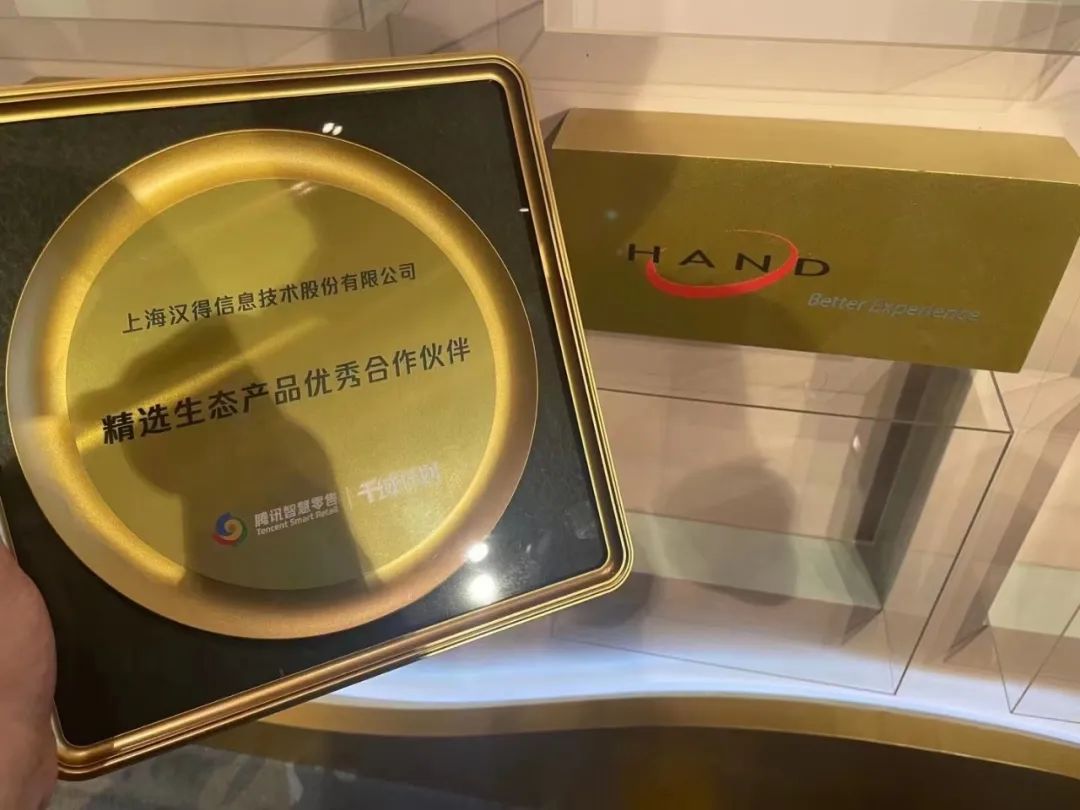 上海汉得信息技术股份有限公司
精选生态产品优秀合作伙伴
腾讯智慧零售
Tencent Smart Retail
HAND
Better Experience